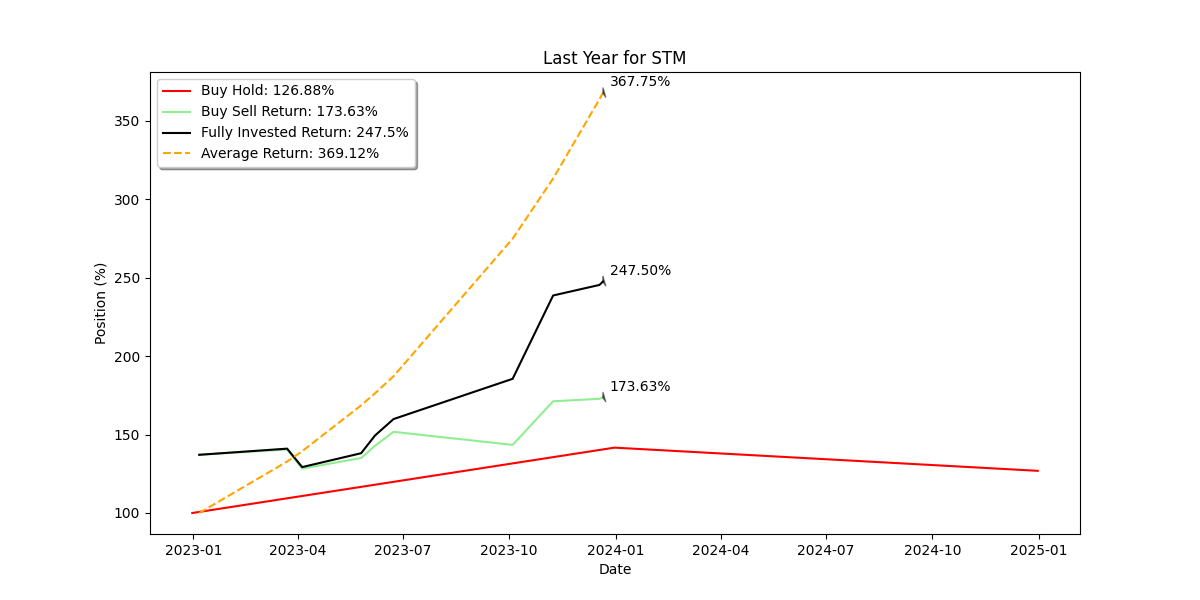 Last Year for STM
Buy Hold: 126.88%
Buy Sell Return: 173.63%
Fully Invested Return: 247.5%
Average Return: 369.12%
367.75%
247.50%
173.63%
Position (%)
350
300
250
200
150
100
2023-01 2023-04 2023-07 2023-10 2024-01 2024-04 2024-07 2024-10 2025-01
Date